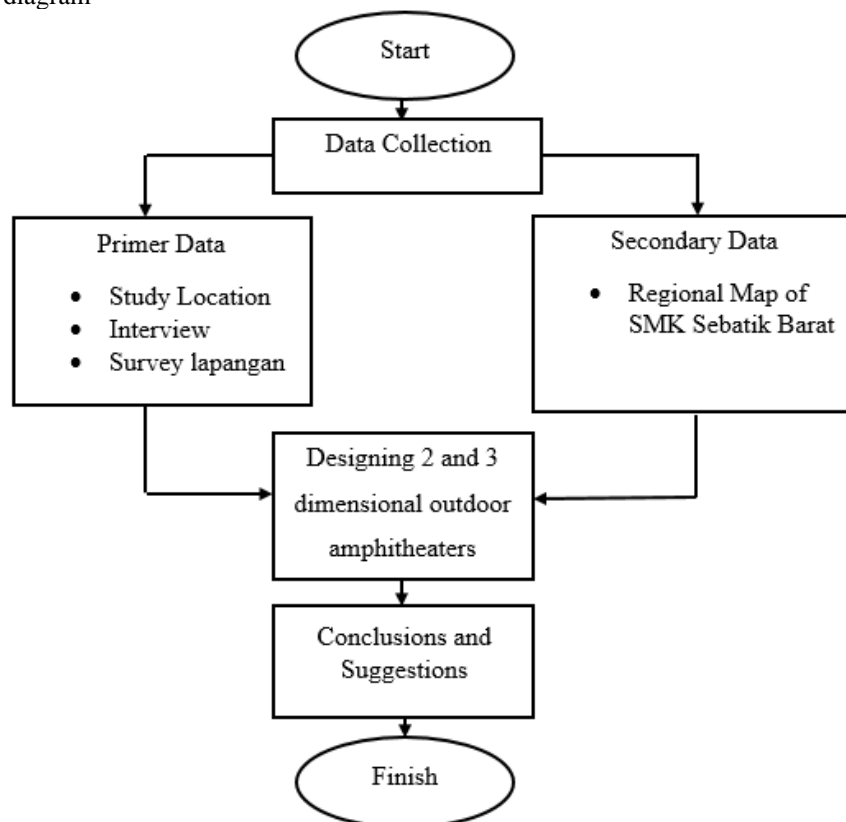 diagram
Start
Data Collection
Primer Data
• Study Location
• Interview
• Survey lapangan
Secondary Data
• Regional Map of
SMK Sebatik Barat
Designing 2 and 3
dimensional outdoor
amphitheaters
Conclusions and
Suggestions
Finish